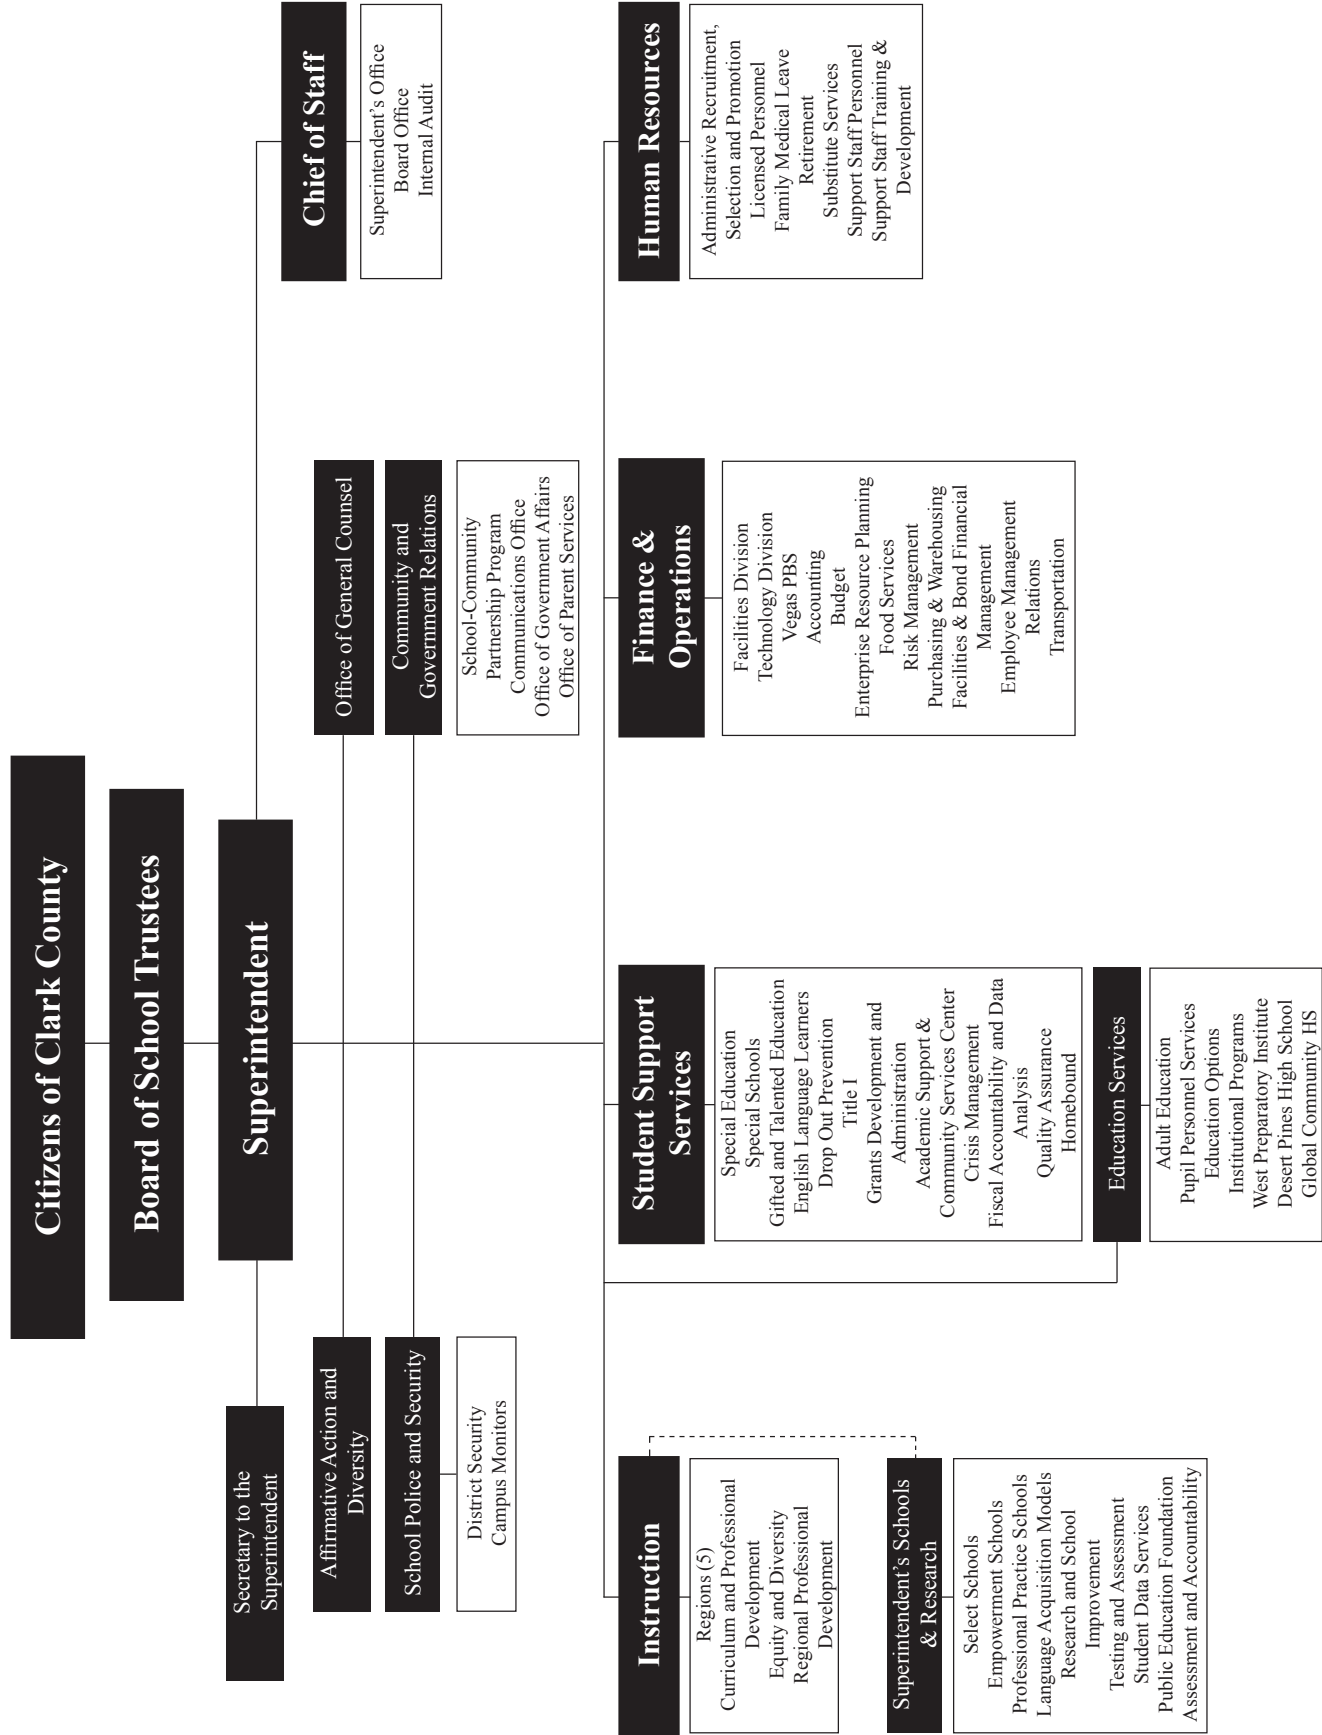 Citizens of Clark County
Board of School Trustees
Superintendent
Secretary to the
Superintendent
Chief of Staff
Superintendent's Office
Board Office
Internal Audit
Affirmative Action and
Diversity
Office of General Counsel
School Police and Security
District Security
Campus Monitors
Community and
Government Relations
School-Community
Partnership Program
Communications Office
Office of Government Affairs
Office of Parent Services
Instruction
Regions (5)
Curriculum and Professional
Development
Equity and Diversity
Regional Professional
Development
Superintendent's Schools
& Research
Select Schools
Empowerment Schools
Professional Practice Schools
Language Acquisition Models
Research and School
Improvement
Testing and Assessment
Student Data Services
Public Education Foundation
Assessment and Accountability
Student Support
Services
Special Education
Special Schools
Gifted and Talented Education
English Language Learners
Drop Out Prevention
Title I
Grants Development and
Administration
Academic Support &
Community Services Center
Crisis Management
Fiscal Accountability and Data
Analysis
Quality Assurance
Homebound
Education Services
Adult Education
Pupil Personnel Services
Education Options
Institutional Programs
West Preparatory Institute
Desert Pines High School
Global Community HS
Finance &
Operations
Facilities Division
Technology Division
Vegas PBS
Accounting
Budget
Enterprise Resource Planning
Food Services
Risk Management
Purchasing & Warehousing
Facilities & Bond Financial
Management
Employee Management
Relations
Transportation
Human Resources
Administrative Recruitment,
Selection and Promotion
Licensed Personnel
Family Medical Leave
Retirement
Substitute Services
Support Staff Personnel
Support Staff Training &
Development